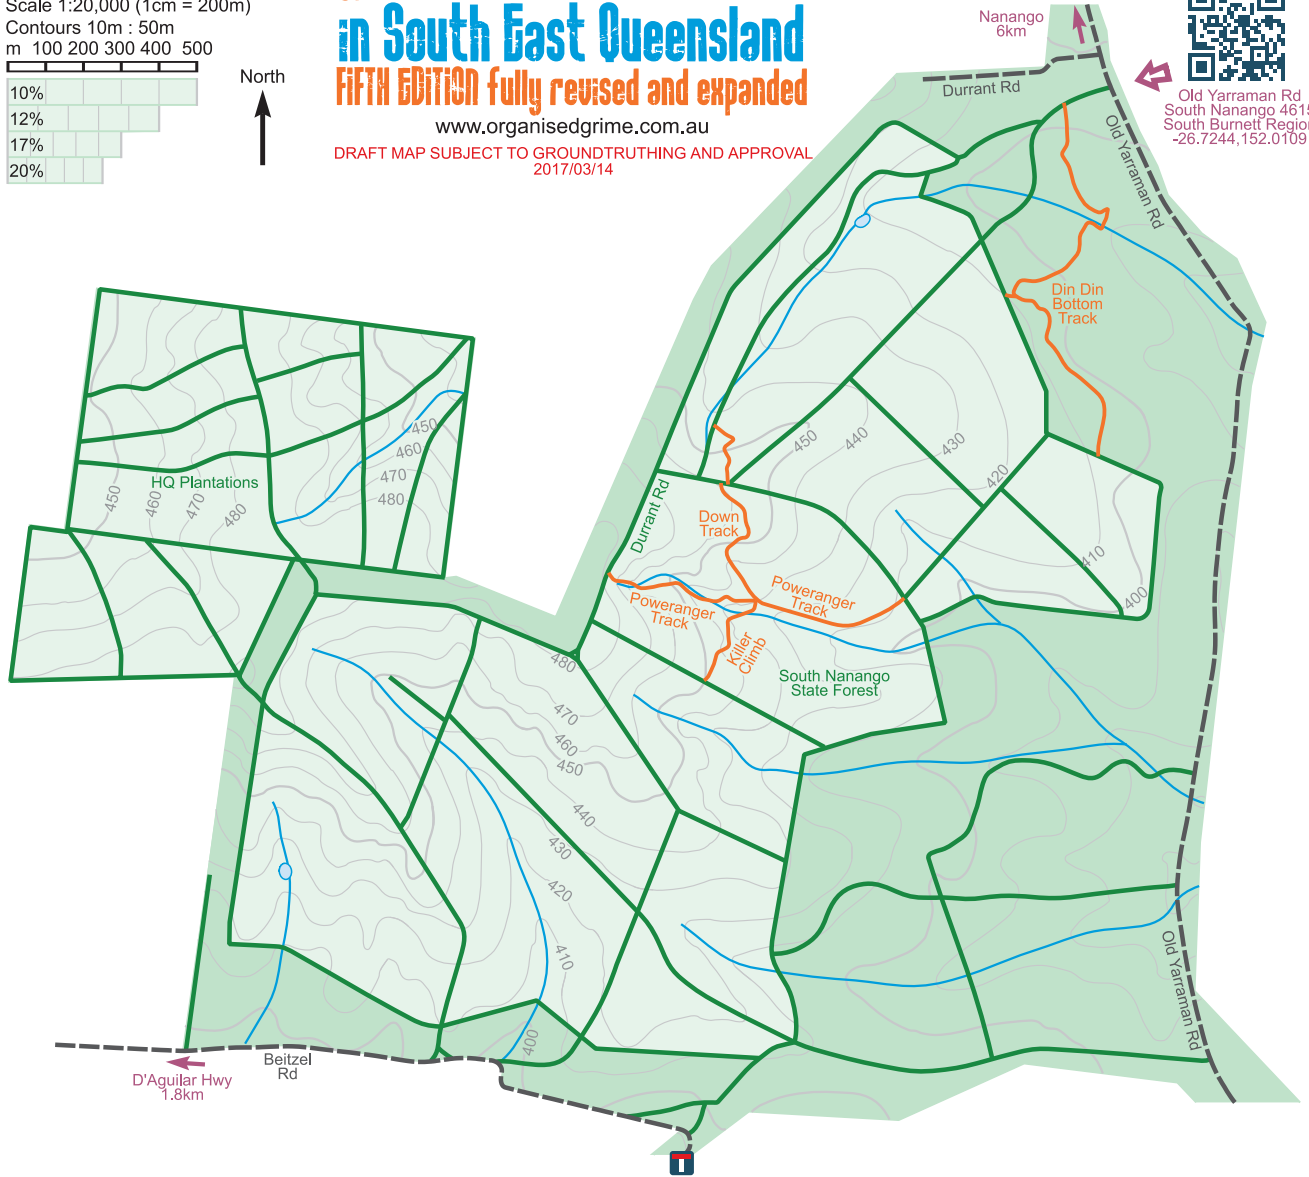 Scale 1:20,000 (1cm = 200m)
Contours 10m : 50m
m 100 200 300 400 500
10%
12%
17%
20%
North
in South East Queensland
FIFTH EDITION fully revised and expanded
www.organisedgrime.com.au
DRAFT MAP SUBJECT TO GROUNDTRUTHING AND APPROVAL
2017/03/14
Nanango
6km
Old Yarraman Rd
South Nanango 4615
South Burnett Region
-26.7244,152.0109
Durrant Rd
Old Yarraman Rd
Din Din
Bottom
Track
450
440
430
420
410
400
450
460
470
480
HQ Plantations
450
460
470
480
Durrant Rd
Down
Track
Poweranger
Track
Poweranger
Track
Killer
Climb
South Nanango
State Forest
480
470
460
450
440
430
420
410
400
Old Yarraman Rd
Beitzel
Rd
D'Aguilar Hwy
1.8km